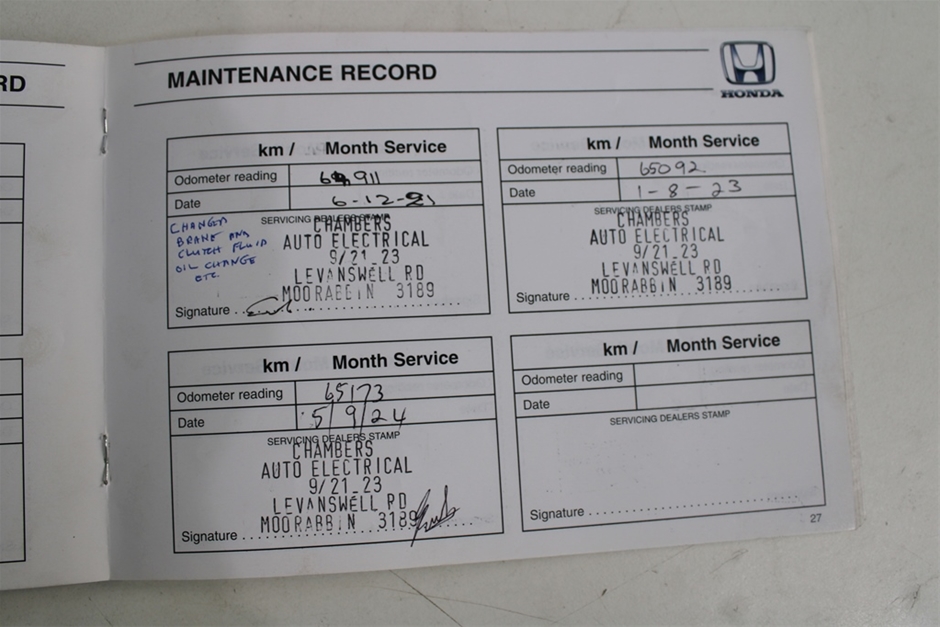 RD
MAINTENANCE RECORD
HONDA
km / Month Service
Odometer reading
Date 6-12-21
CHANGED
BRAKE AND
CLUTCH FLUID
OIL CHANGE
ETC.
SERVICING DEALERS STAMP
CHAMBERS
AUTO ELECTRICAL
9/21-23
LEVANSWELL RD
MOORABBIN 3189
Signature
km / Month Service
Odometer reading 65092
Date 1-8-23
SERVICING DEALERS STAMP
CHAMBERS
AUTO ELECTRICAL
9/21-23
LEVANSWELL RD
MOORABBIN 3189
Signature
km / Month Service
Odometer reading 65173
Date 5/9/24
SERVICING DEALERS STAMP
CHAMBERS
AUTO ELECTRICAL
9/21-23
LEVANSWELL RD
MOORABBIN 3189
Signature
km / Month Service
Odometer reading
Date
SERVICING DEALERS STAMP
Signature
27